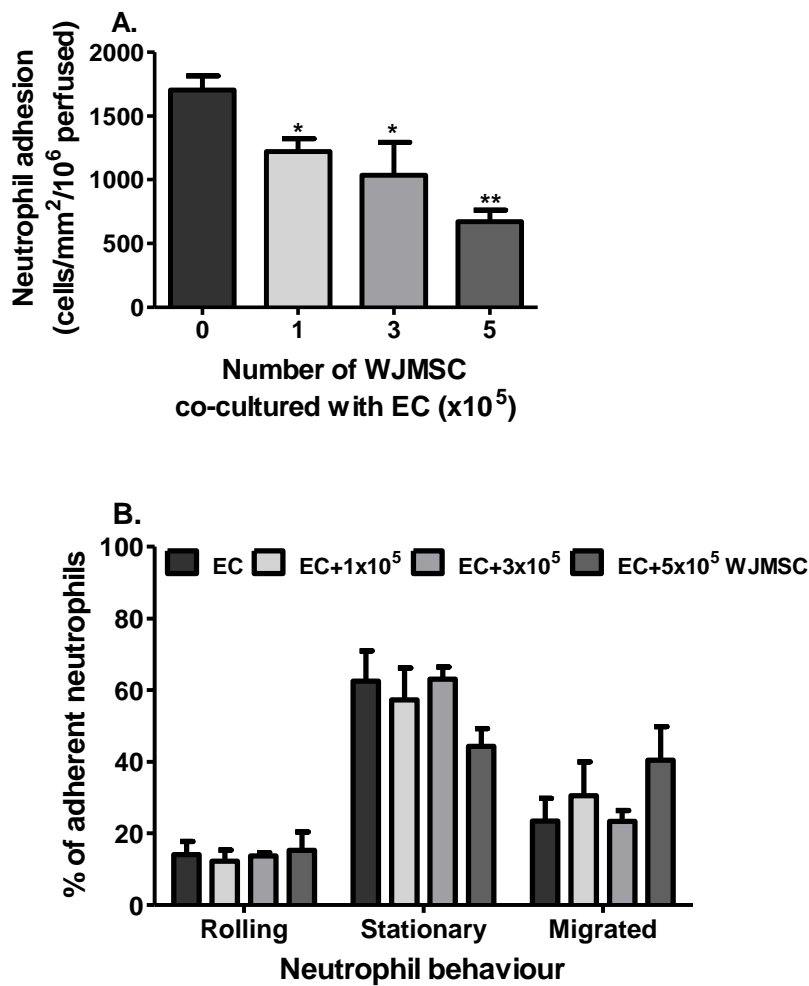 A.
Neutrophil adhesion
(cells/mm²/10⁶ perfused)
2000
1500
1000
500
0
*
*
**
0 1 3 5
Number of WJMSC
co-cultured with EC (x10⁵)
B.
% of adherent neutrophils
100
80
60
40
20
0
EC EC+1x10⁵ EC+3x10⁵ EC+5x10⁵ WJMSC
Rolling Stationary Migrated
Neutrophil behaviour